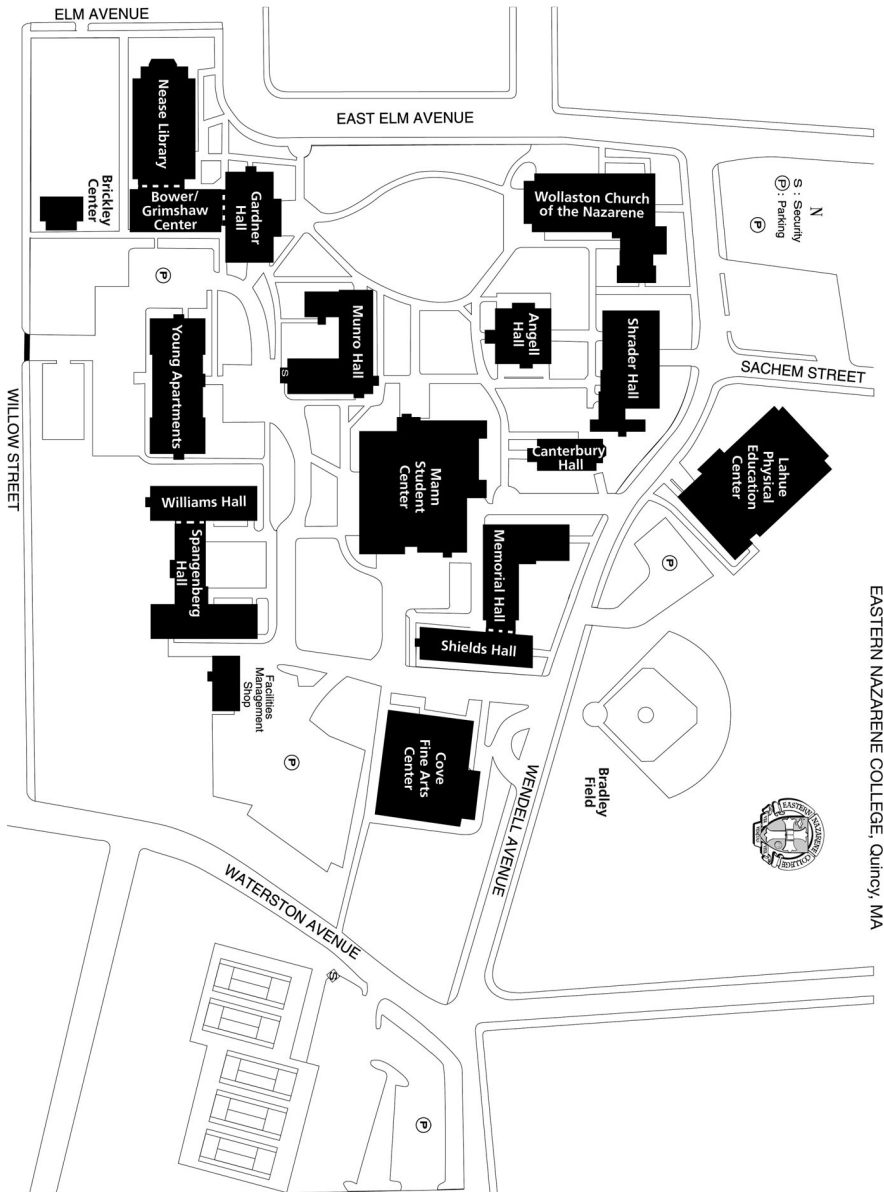 ELM AVENUE
EAST ELM AVENUE
Nease Library
Bower/
Grimshaw
Center
Gardner
Hall
Brickley
Center
Wollaston Church
of the Nazarene
N
S : Security
P : Parking
P
P
Young Apartments
Munro Hall
S
Angell
Hall
Shrader Hall
SACHEM STREET
WILLOW STREET
Mann
Student
Center
Canterbury
Hall
Lahue
Physical
Education
Center
Williams Hall
Spangenberg
Hall
Memorial Hall
Shields Hall
P
EASTERN NAZARENE COLLEGE, Quincy, MA
Facilities
Management
Shop
P
Cove
Fine Arts
Center
Bradley
Field
WENDELL AVENUE
EASTERN NAZARENE COLLEGE
WATERSTON AVENUE
S
P